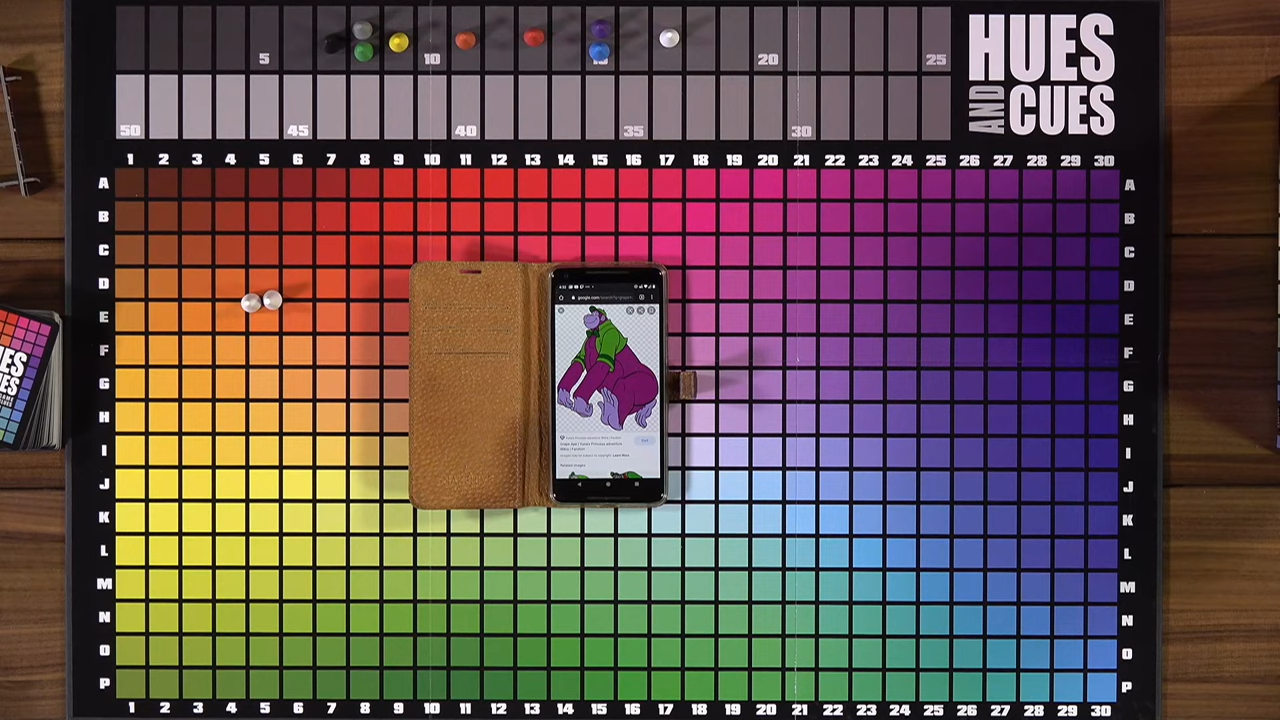 5 10 15 20 25
HUES
AND
CUES
50 45 40 35 30
1 2 3 4 5 6 7 8 9 10 11 12 13 14 15 16 17 18 19 20 21 22 23 24 25 26 27 28 29 30
A A
B B
C C
D D
E E
F F
G G
H H
I I
J J
K K
L L
M M
N N
O O
P P
1 2 3 4 5 6 7 8 9 10 11 12 13 14 15 16 17 18 19 20 21 22 23 24 25 26 27 28 29 30
Related images